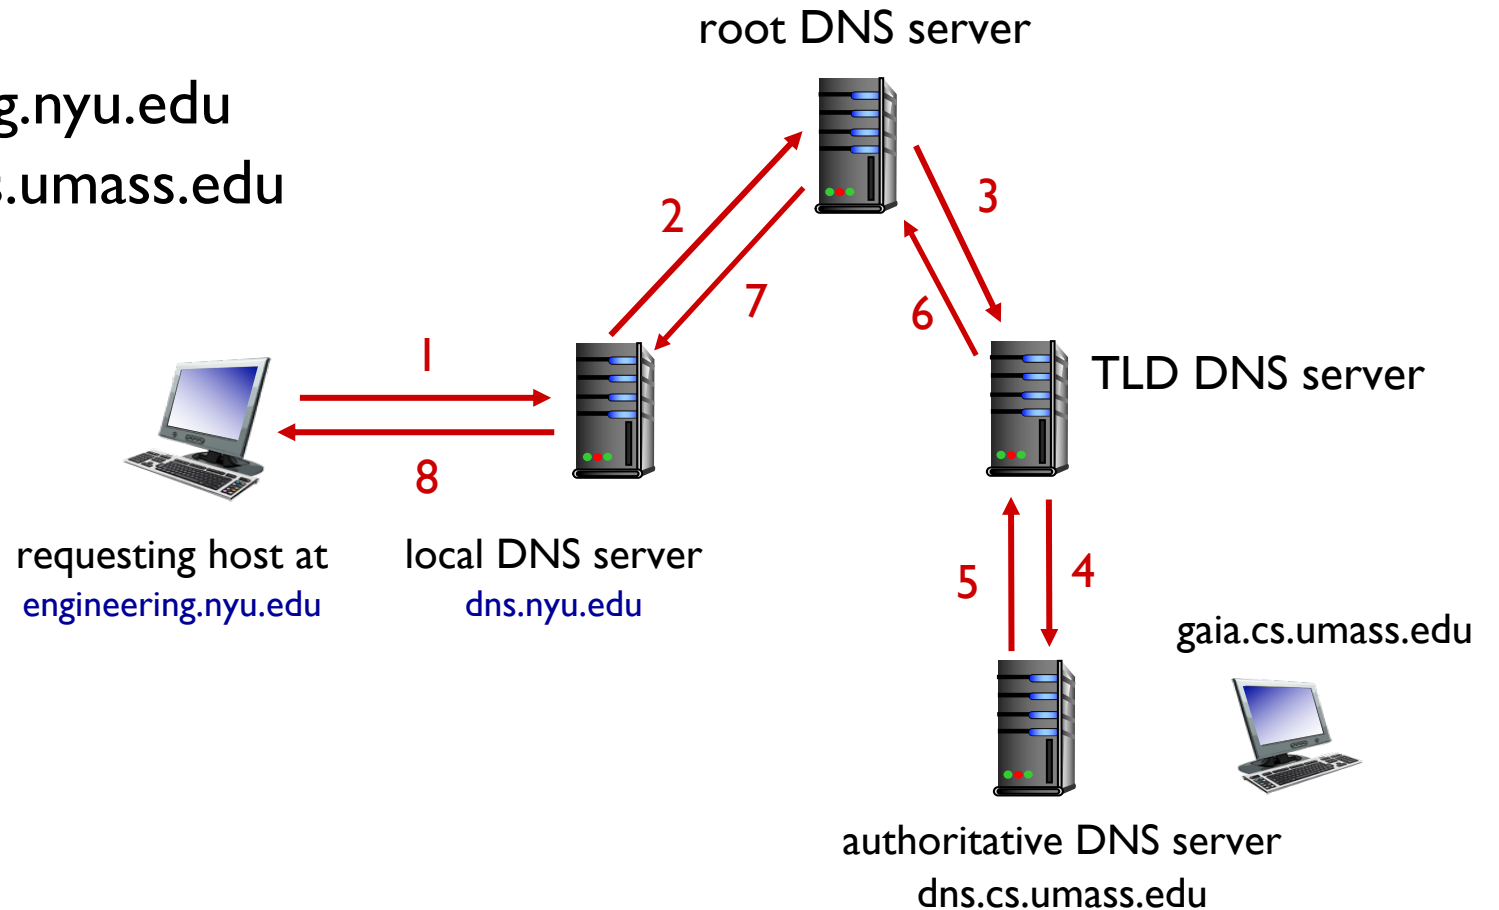 root DNS server
g.nyu.edu
s.umass.edu
2
3
7
6
1
TLD DNS server
8
requesting host at
engineering.nyu.edu
local DNS server
dns.nyu.edu
5
4
gaia.cs.umass.edu
authoritative DNS server
dns.cs.umass.edu